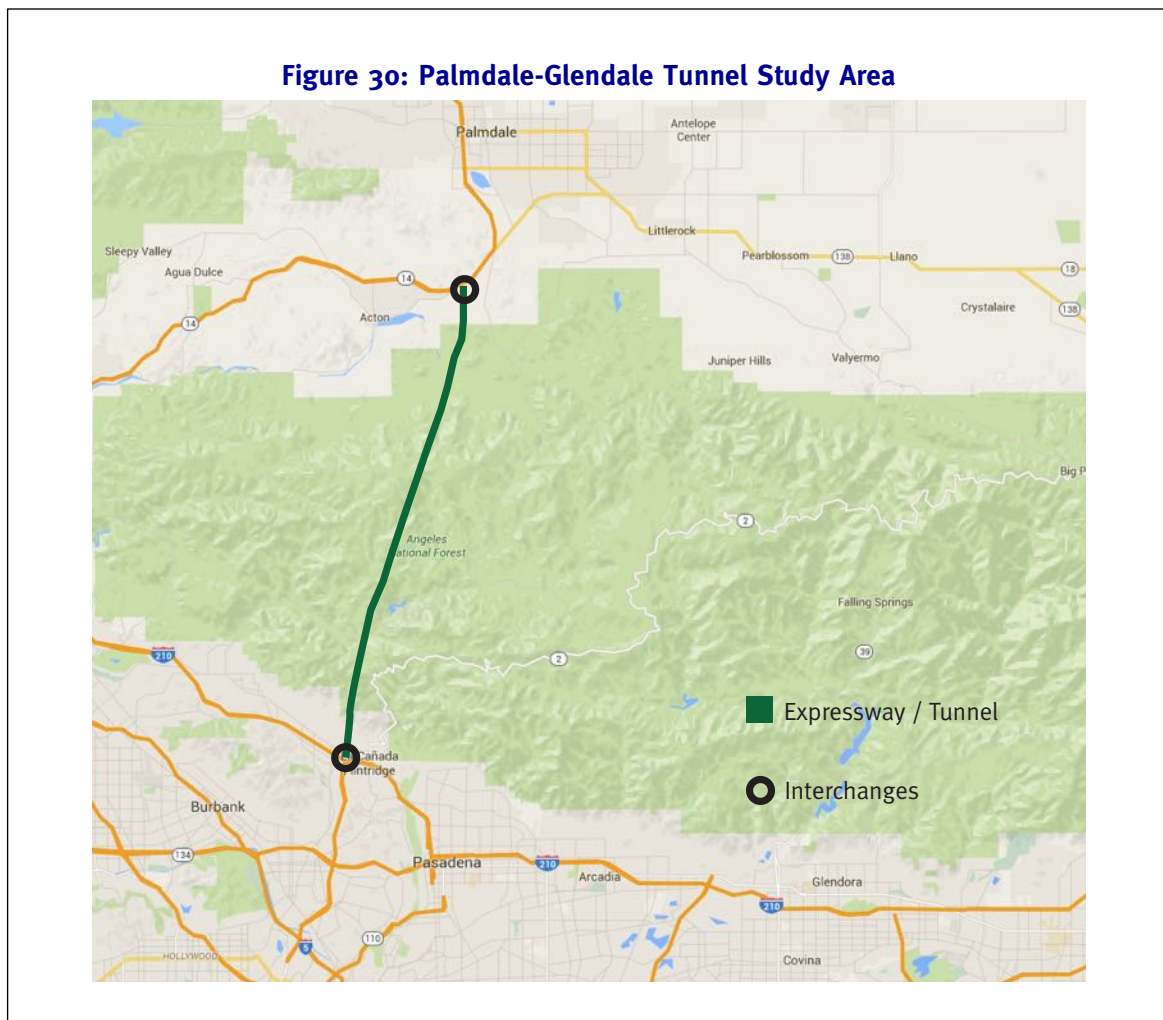 Figure 30: Palmdale-Glendale Tunnel Study Area
Palmdale
Antelope
Center
Littlerock
Sleepy Valley
Pearblossom
138
Llano
18
Agua Dulce
14
Crystalaire
138
14
Acton
Juniper Hills
Valyermo
Big P
2
Angeles
ational Forest
Falling Springs
39
210
2
Expressway / Tunnel
Cañada
lintridge
Interchanges
Burbank
134
Pasadena
210
Arcadia
Glendora
210
110
5
HOLLYWOOD
Covina